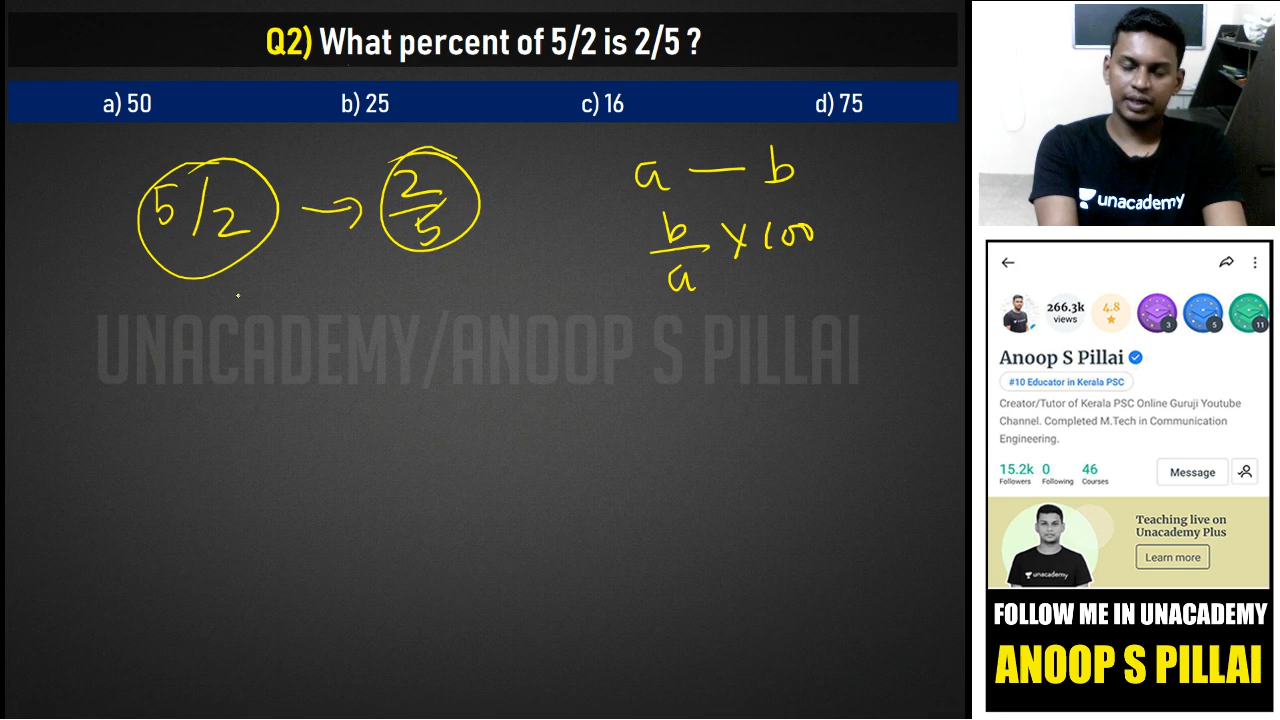 Q2) What percent of 5/2 is 2/5 ?
a) 50 b) 25 c) 16 d) 75
5/2 → 2/5
a — b
b/a × 100
UNACADEMY/ANOOP S PILLAI
unacademy
266.3k
views
4.8
3
5
11
Anoop S Pillai
#10 Educator in Kerala PSC
Creator/Tutor of Kerala PSC Online Guruji Youtube
Channel. Completed M.Tech in Communication
Engineering.
15.2k 0 46
Followers Following Courses
Message
Teaching live on
Unacademy Plus
Learn more
unacademy
FOLLOW ME IN UNACADEMY
ANOOP S PILLAI